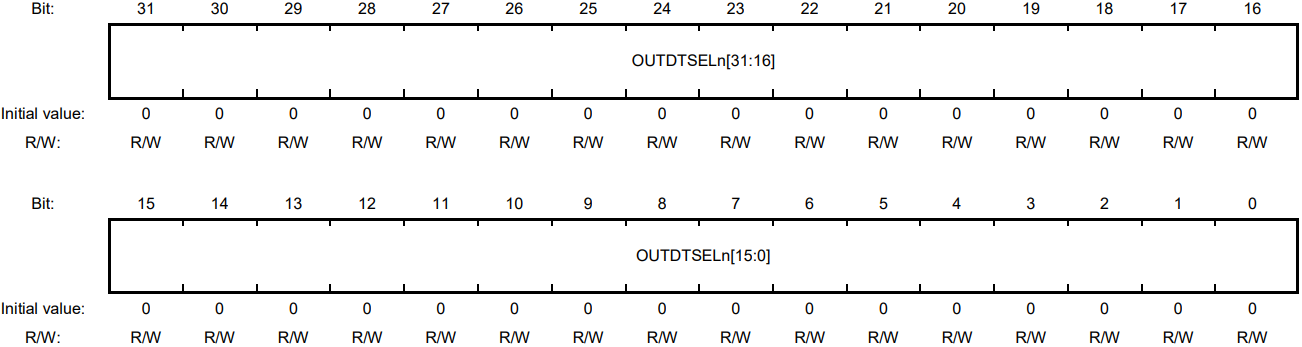 Bit: 31 30 29 28 27 26 25 24 23 22 21 20 19 18 17 16
OUTDTSELn[31:16]
Initial value: 0 0 0 0 0 0 0 0 0 0 0 0 0 0 0 0
R/W: R/W R/W R/W R/W R/W R/W R/W R/W R/W R/W R/W R/W R/W R/W R/W R/W
Bit: 15 14 13 12 11 10 9 8 7 6 5 4 3 2 1 0
OUTDTSELn[15:0]
Initial value: 0 0 0 0 0 0 0 0 0 0 0 0 0 0 0 0
R/W: R/W R/W R/W R/W R/W R/W R/W R/W R/W R/W R/W R/W R/W R/W R/W R/W